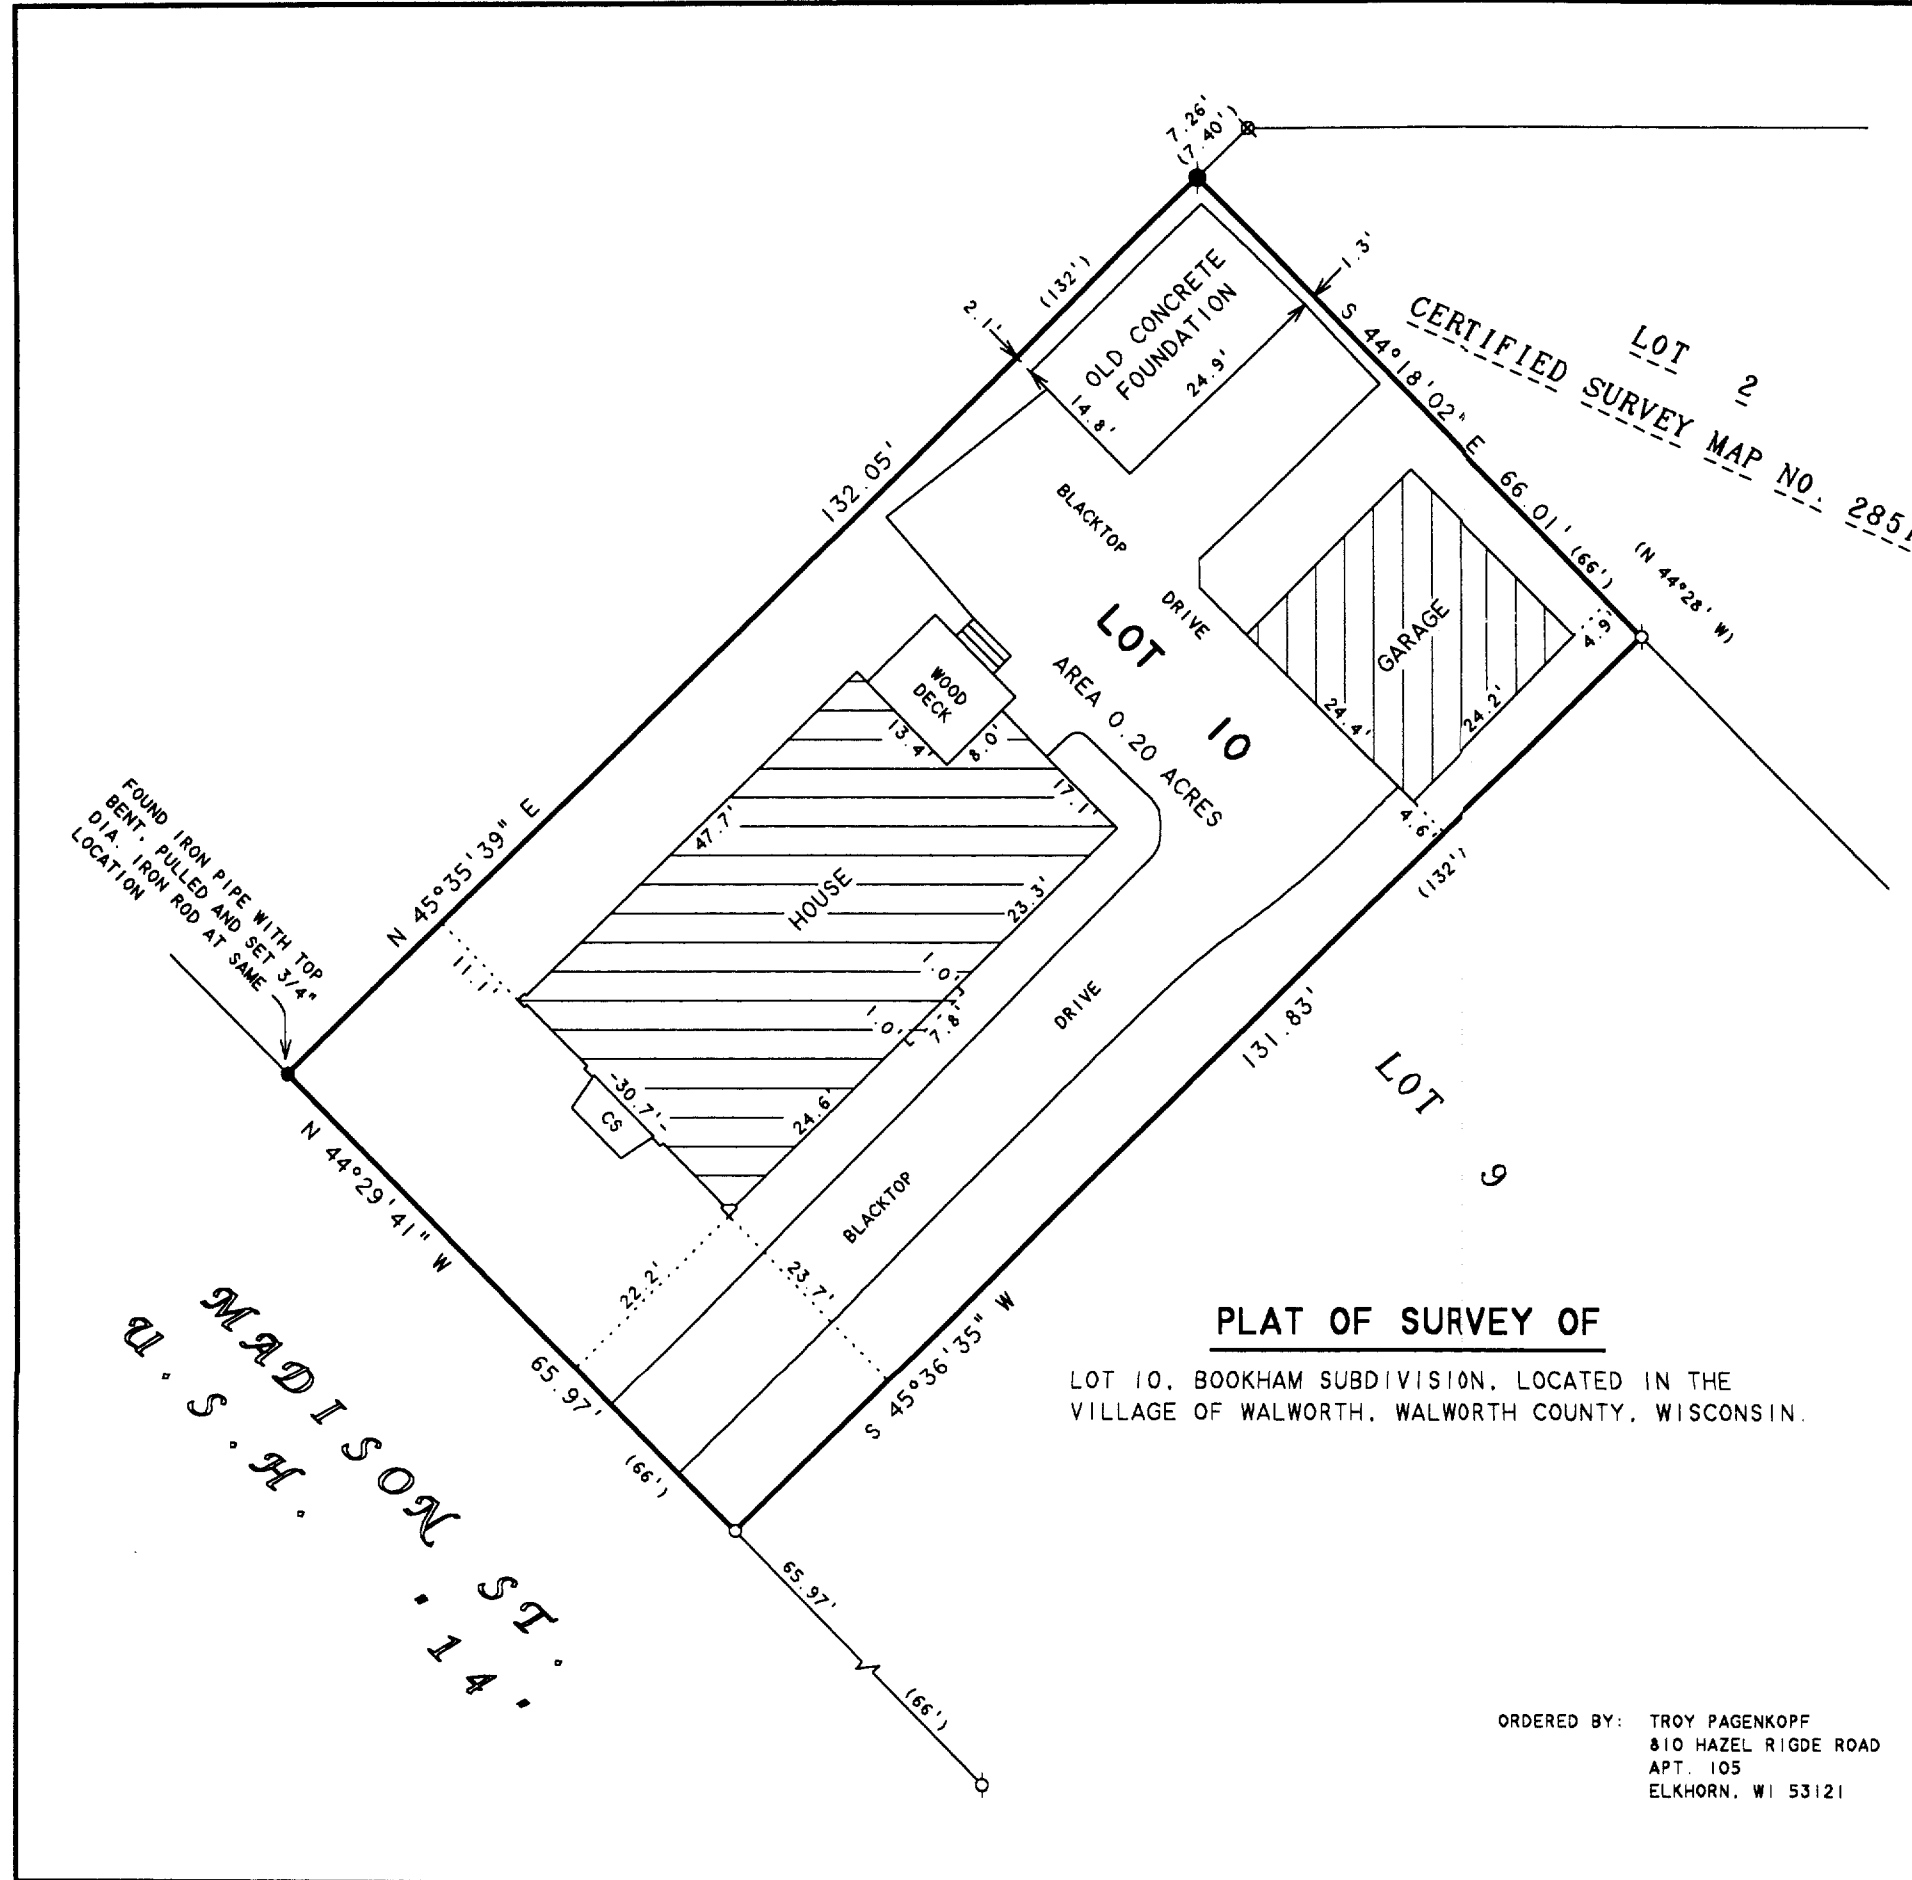 7.26'
(7.40')
1.3'
2.1'
(132')
OLD CONCRETE
FOUNDATION
24.9'
14.8'
S 44°18'02" E 66.01' (66')
(N 44°28' W)
LOT 2
CERTIFIED SURVEY MAP NO.
132.05'
N 45°35'39" E
BLACKTOP
DRIVE
LOT 10
AREA 0.20 ACRES
GARAGE
24.4'
24.2'
4.9'
4.6'
(132')
WOOD
DECK
13.4'
8.0'
17.1'
47.7'
HOUSE
23.3'
1.0'
1.0'
7.8'
30.7'
24.6'
CS
11.1'
FOUND IRON PIPE WITH TOP
BENT, PULLED AND SET 3/4"
DIA. IRON ROD AT SAME
LOCATION
DRIVE
BLACKTOP
131.83'
LOT 9
S 45°36'35" W
N 44°29'41" W
22.2'
23.7'
65.97'
(66')
MADISON ST.
U.S.H. "14"
65.97'
(66')
PLAT OF SURVEY OF
LOT 10, BOOKHAM SUBDIVISION, LOCATED IN THE
VILLAGE OF WALWORTH, WALWORTH COUNTY, WISCONSIN.
ORDERED BY: TROY PAGENKOPF
810 HAZEL RIGDE ROAD
APT. 105
ELKHORN, WI 53121